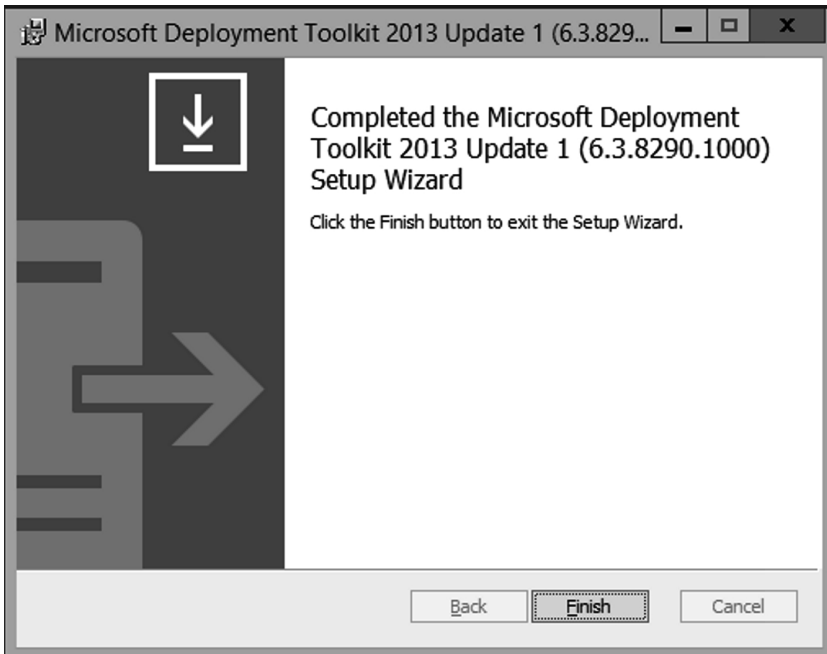 Microsoft Deployment Toolkit 2013 Update 1 (6.3.829...
Completed the Microsoft Deployment
Toolkit 2013 Update 1 (6.3.8290.1000)
Setup Wizard
Click the Finish button to exit the Setup Wizard.
Back
Finish
Cancel